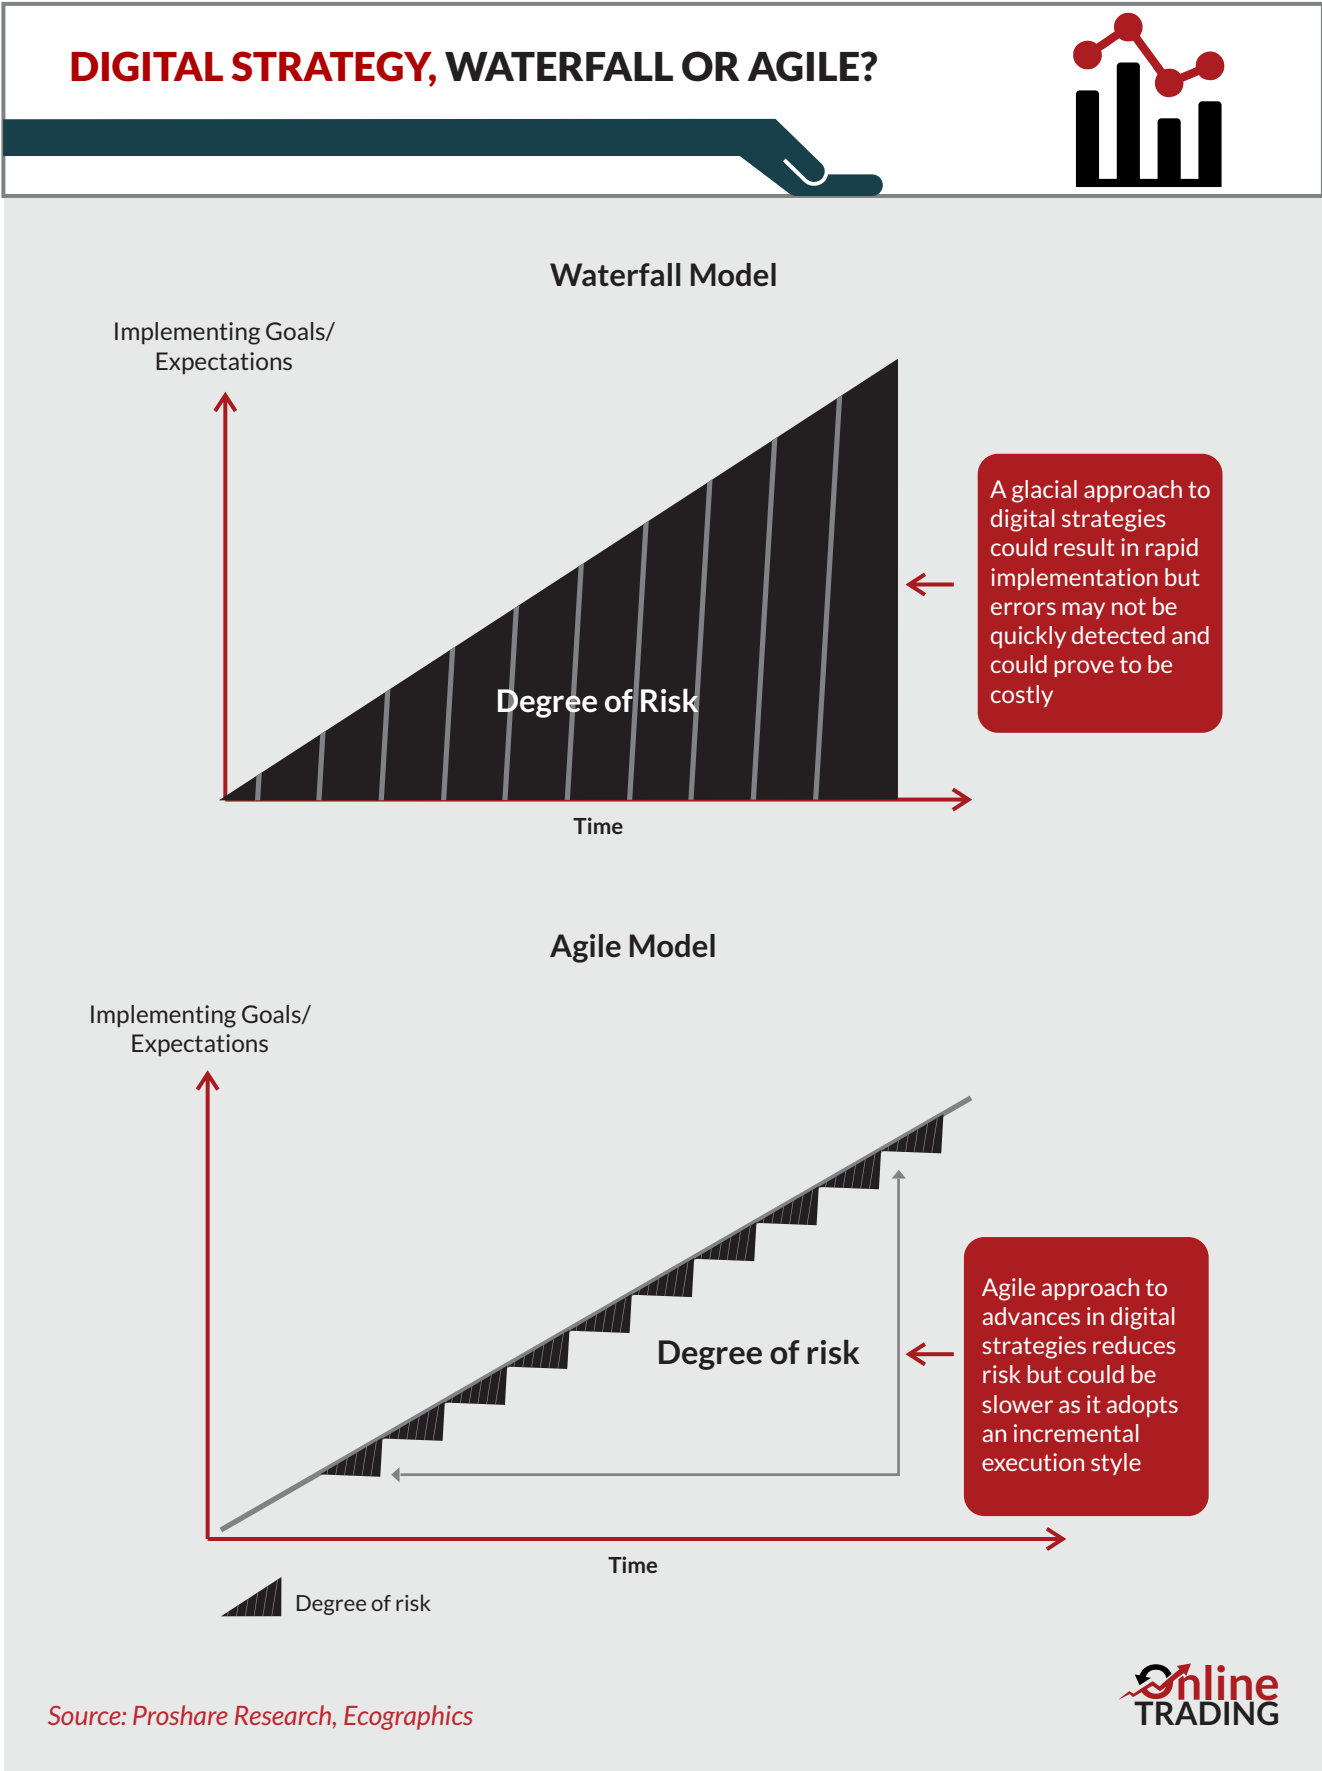 DIGITAL STRATEGY, WATERFALL OR AGILE?
Waterfall Model
Implementing Goals/
Expectations
Degree of Risk
A glacial approach to
digital strategies
could result in rapid
implementation but
errors may not be
quickly detected and
could prove to be
costly
Time
Agile Model
Implementing Goals/
Expectations
Degree of risk
Agile approach to
advances in digital
strategies reduces
risk but could be
slower as it adopts
an incremental
execution style
Time
Degree of risk
Source: Proshare Research, Ecographics
Online
TRADING